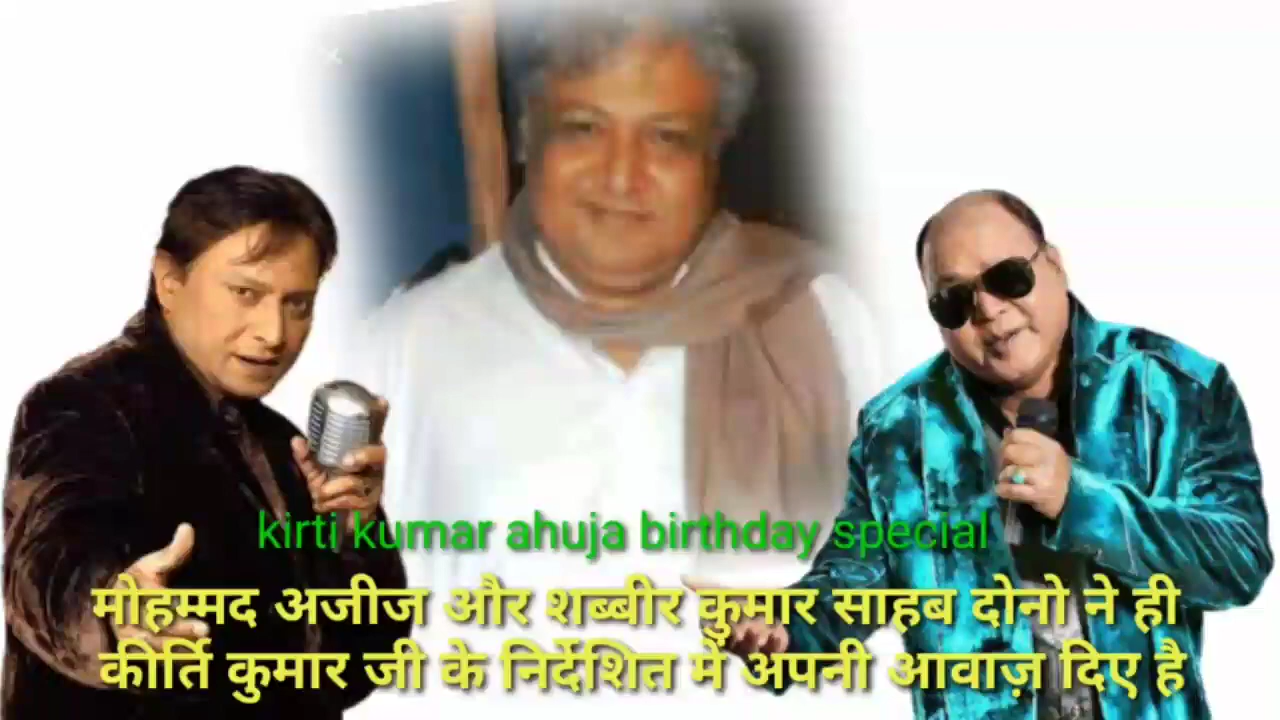 kirti kumar ahuja birthday special
मोहम्मद अजीज और शब्बीर कुमार साहब दोनो ने ही
कीर्ति कुमार जी के निर्देशित में अपनी आवाज़ दिए है